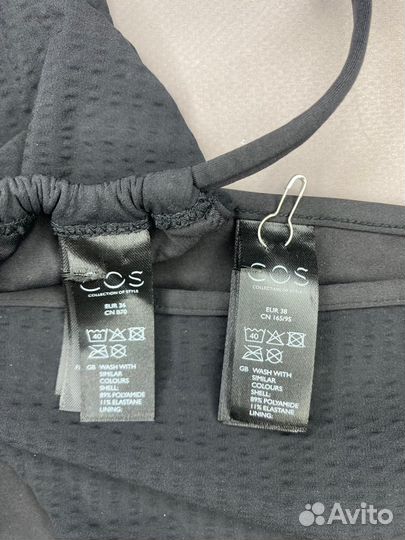 COS
COLLECTION OF STYLE
EUR 36
CN B70
40
GB WASH WITH
SIMILAR
COLOURS
SHELL:
89% POLYAMIDE
11% ELASTANE
LINING:
COS
COLLECTION OF STYLE
EUR 38
CN 165/95
40
GB WASH WITH
SIMILAR
COLOURS
SHELL:
89% POLYAMIDE
11% ELASTANE
LINING:
Avito